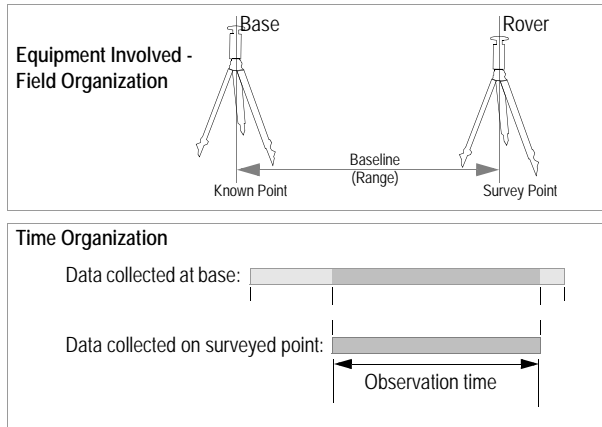 Base
Rover
Equipment Involved -
Field Organization
Baseline
(Range)
Known Point
Survey Point
Time Organization
Data collected at base:
Data collected on surveyed point:
Observation time